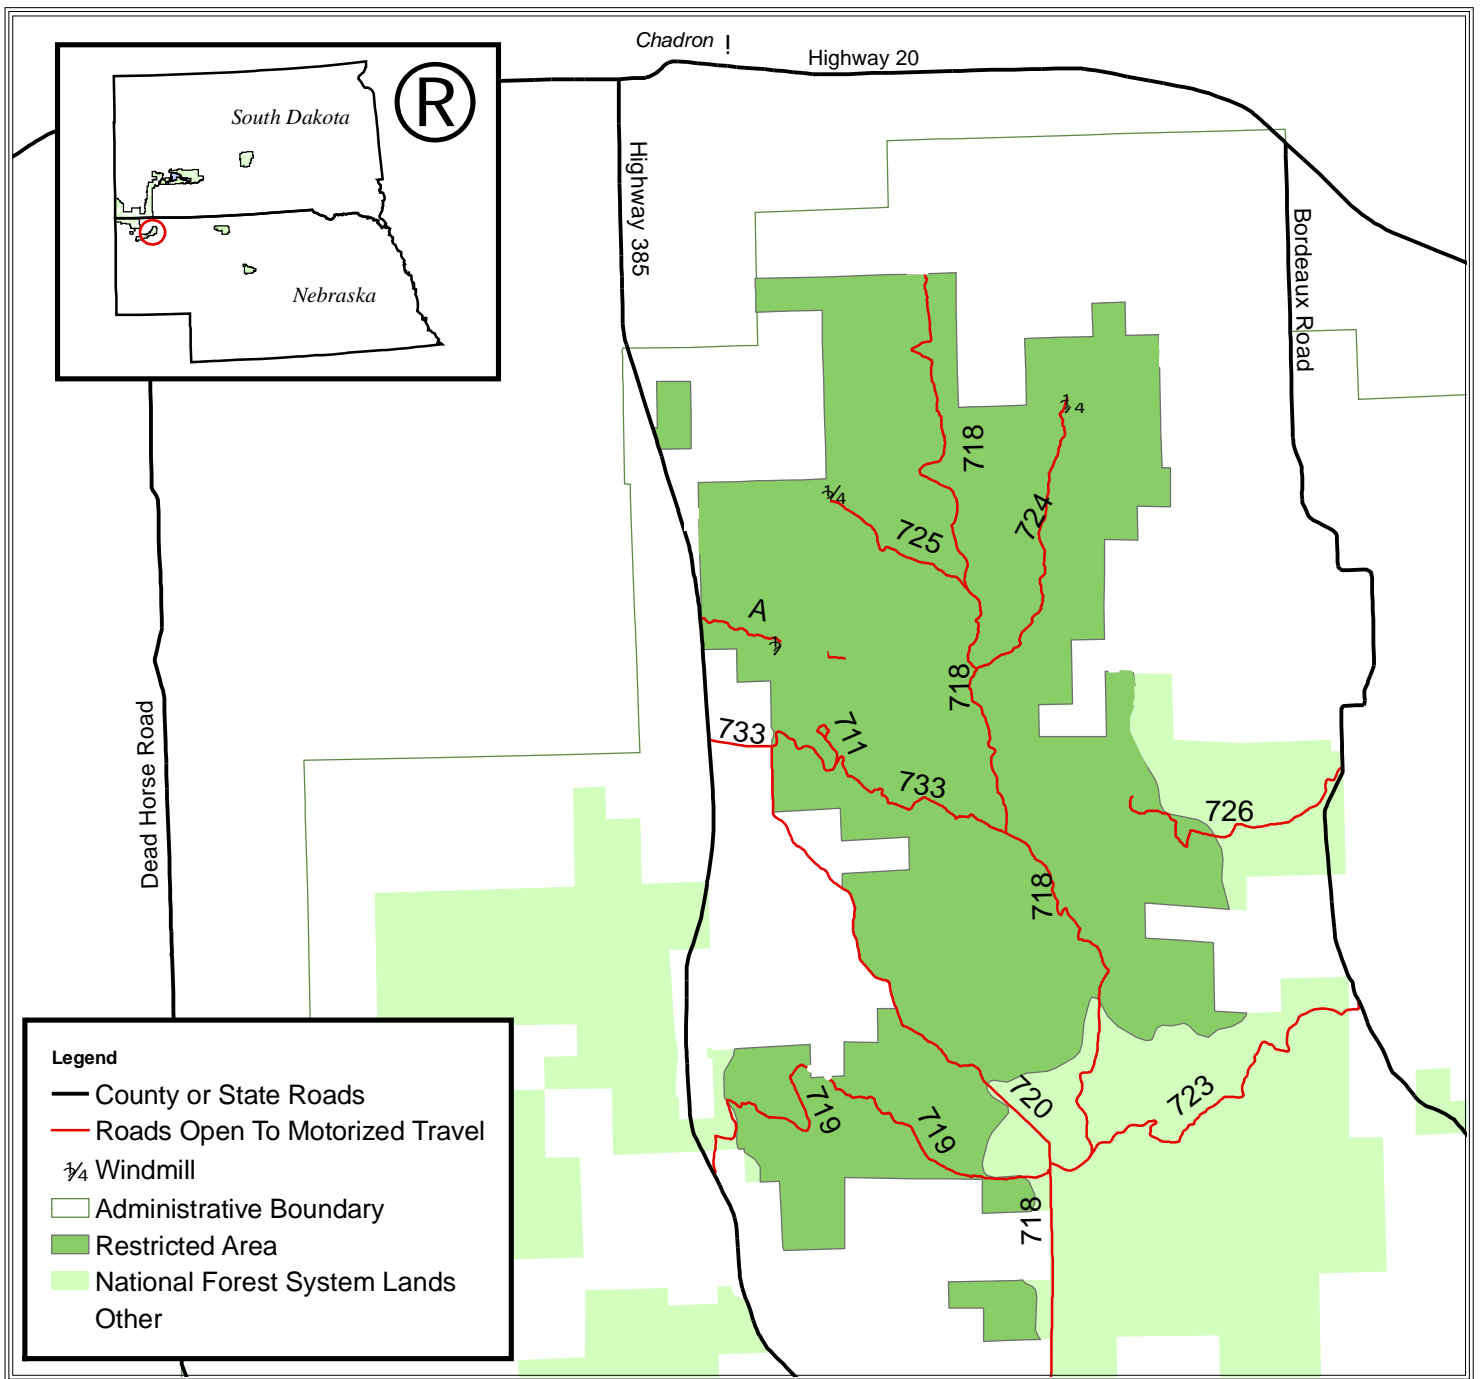 Chadron !
Highway 20
South Dakota
R
Nebraska
Highway 385
Bordeaux Road
718
724
725
A
718
733
711
733
726
Dead Horse Road
718
720
723
719
719
718
Legend
County or State Roads
Roads Open To Motorized Travel
Windmill
Administrative Boundary
Restricted Area
National Forest System Lands
Other